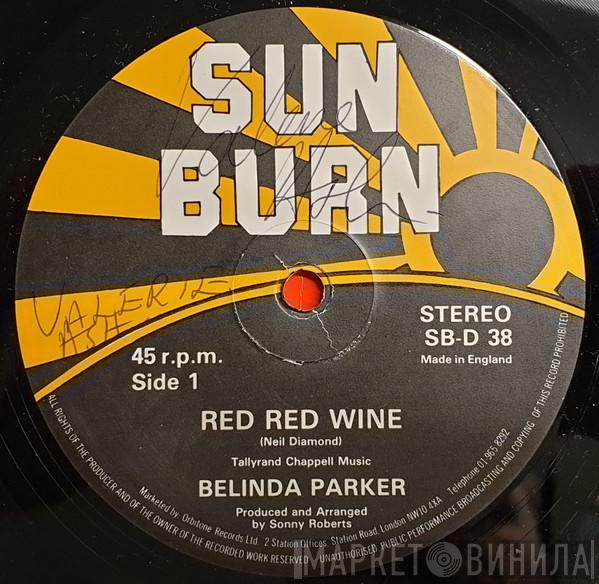 SUN
BURN
VALERIE
ASH
STEREO
SB-D 38
Made in England
45 r.p.m.
Side 1
RED RED WINE
(Neil Diamond)
Tallyrand Chappell Music
BELINDA PARKER
Produced and Arranged
by Sonny Roberts
Marketed by: Orbitone Records Ltd 2 Station Offices, Station Road, London NW10 4XA Telephone 01 965 8292
ALL RIGHTS OF THE PRODUCER AND OF THE OWNER OF THE RECORDED WORK RESERVED - UNAUTHORISED PUBLIC PERFORMANCE BROADCASTING AND COPYING OF THIS RECORD PROHIBITED
МАРКЕТ ВИНИЛА